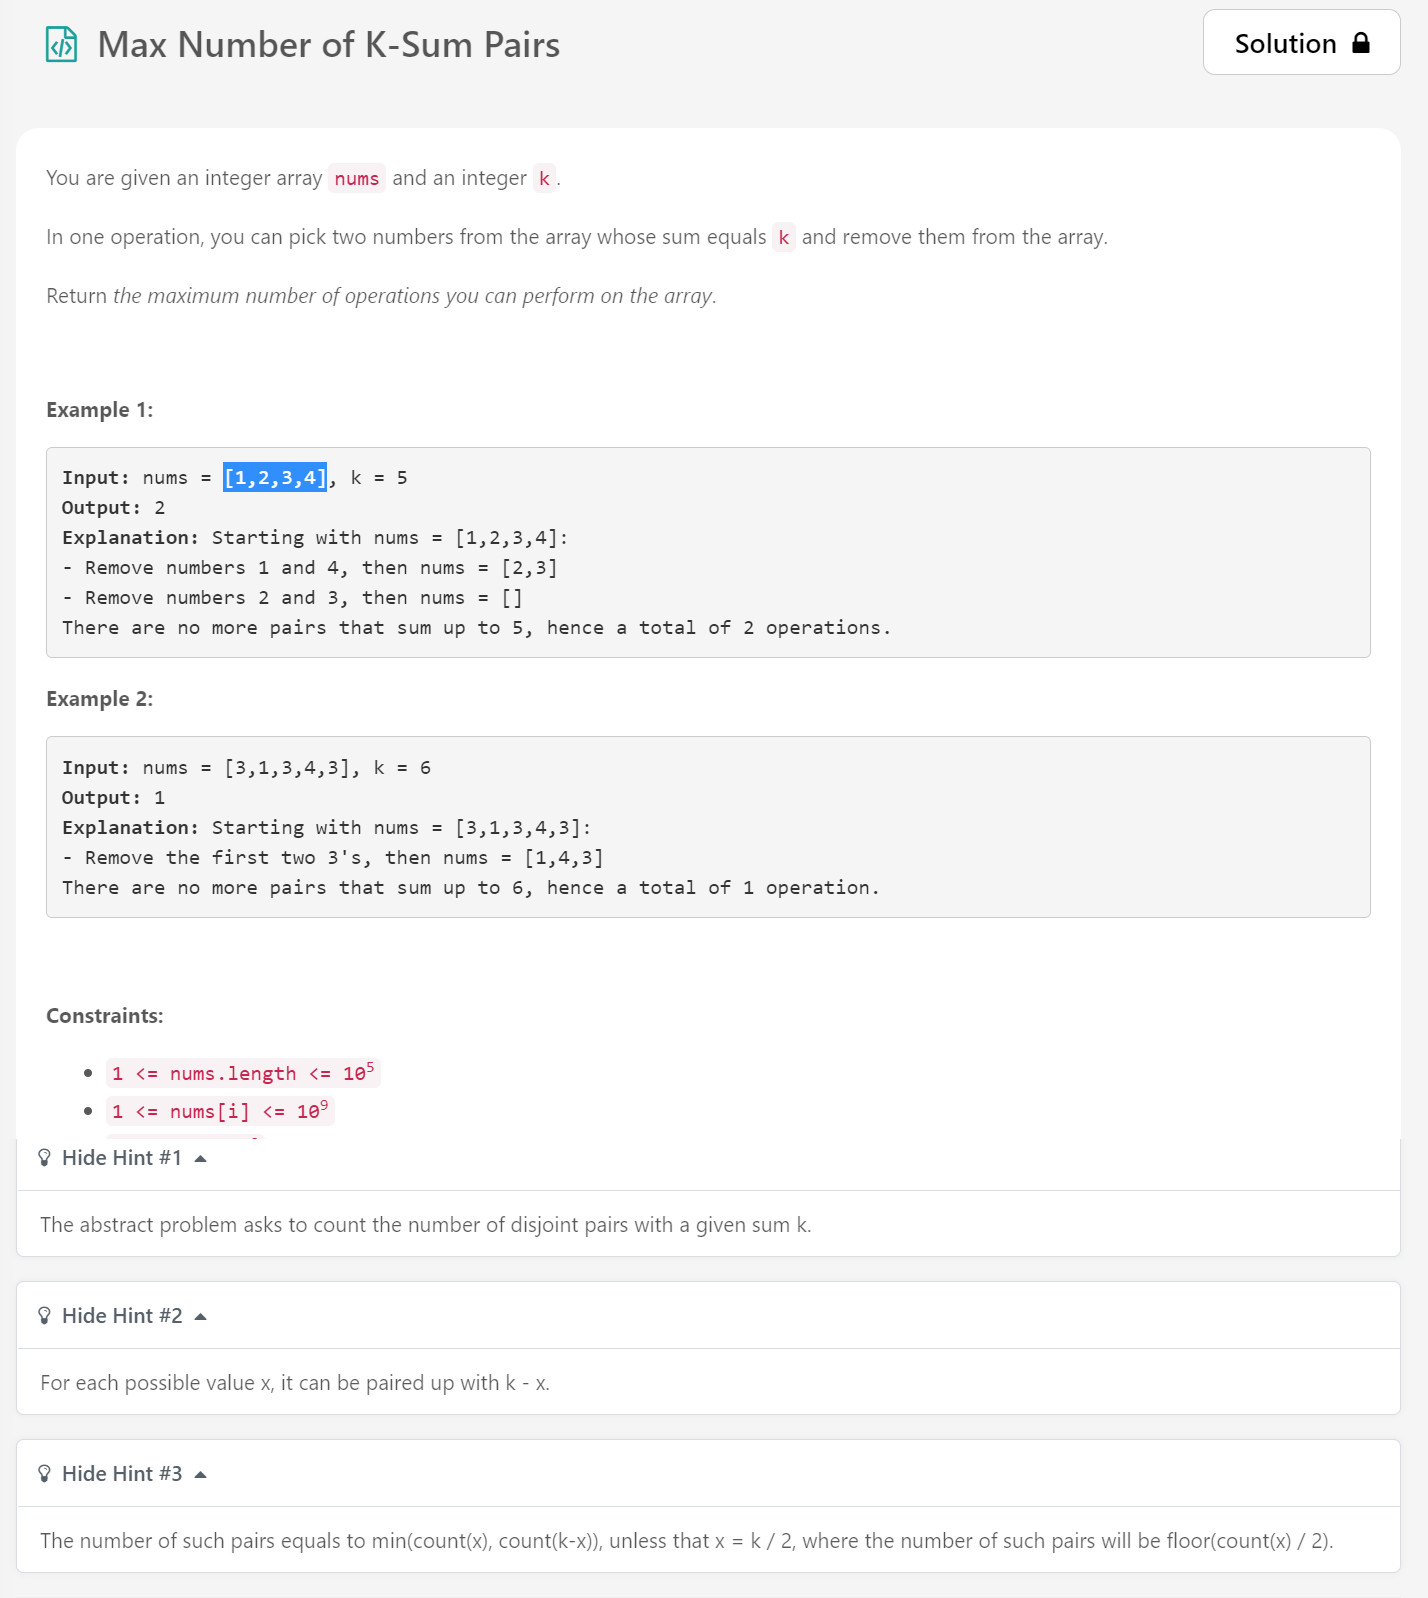 Max Number of K-Sum Pairs
Solution
You are given an integer array nums and an integer k.
In one operation, you can pick two numbers from the array whose sum equals k and remove them from the array.
Return the maximum number of operations you can perform on the array.
Example 1:
Input: nums = [1,2,3,4], k = 5
Output: 2
Explanation: Starting with nums = [1,2,3,4]:
- Remove numbers 1 and 4, then nums = [2,3]
- Remove numbers 2 and 3, then nums = []
There are no more pairs that sum up to 5, hence a total of 2 operations.
Example 2:
Input: nums = [3,1,3,4,3], k = 6
Output: 1
Explanation: Starting with nums = [3,1,3,4,3]:
- Remove the first two 3's, then nums = [1,4,3]
There are no more pairs that sum up to 6, hence a total of 1 operation.
Constraints:
• 1 <= nums.length <= 10⁵
• 1 <= nums[i] <= 10⁹
Hide Hint #1
The abstract problem asks to count the number of disjoint pairs with a given sum k.
Hide Hint #2
For each possible value x, it can be paired up with k - x.
Hide Hint #3
The number of such pairs equals to min(count(x), count(k-x)), unless that x = k / 2, where the number of such pairs will be floor(count(x) / 2).